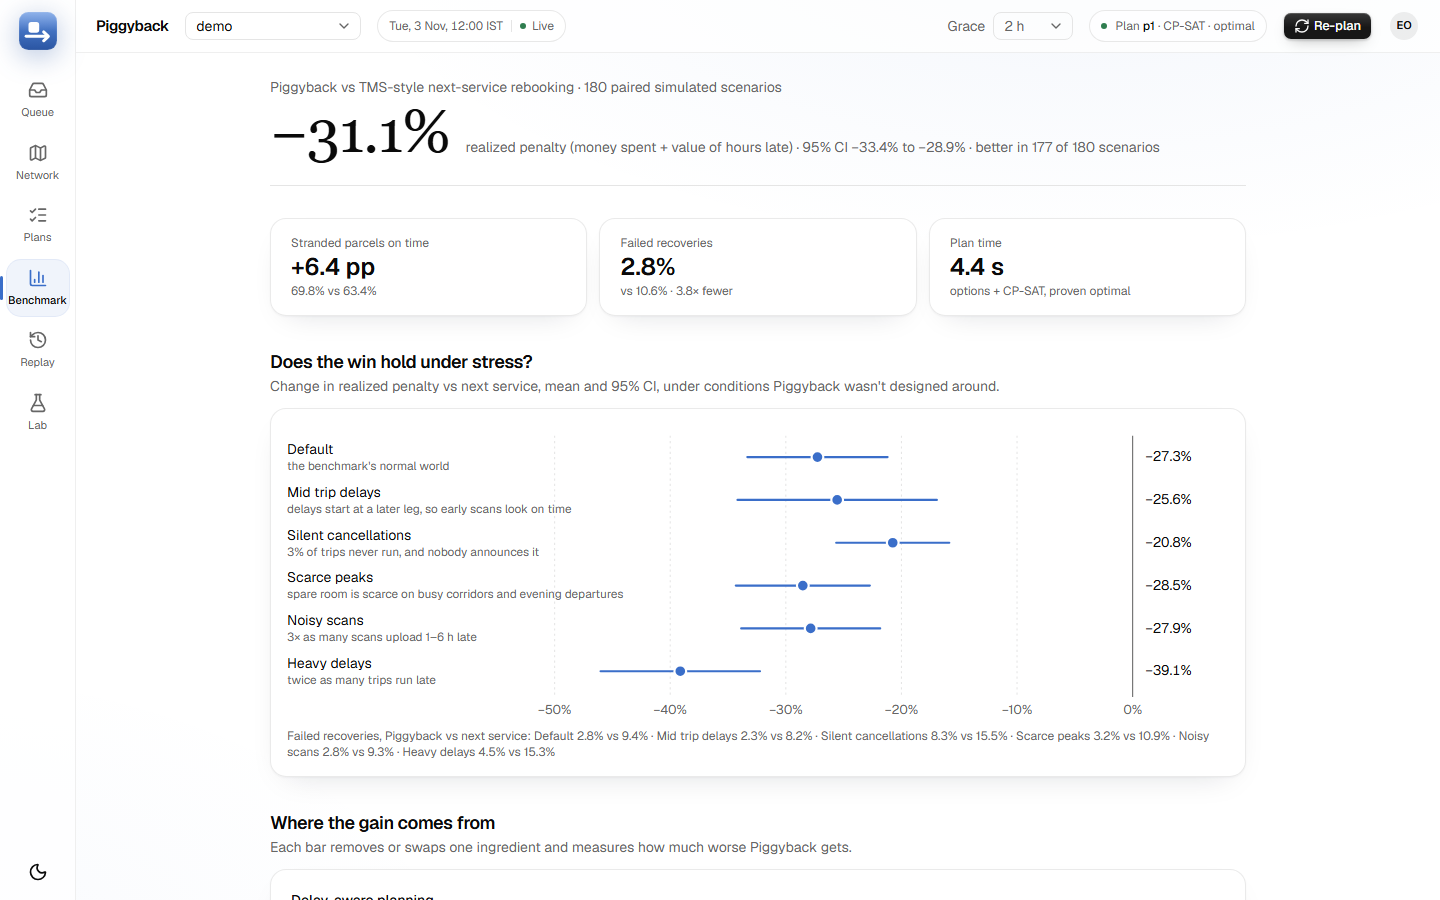 Piggyback
demo
Tue, 3 Nov, 12:00 IST
Live
Grace
2 h
Plan p1 · CP-SAT · optimal
Re-plan
EO
Queue
Network
Plans
Benchmark
Replay
Lab
Piggyback vs TMS-style next-service rebooking · 180 paired simulated scenarios
−31.1%
realized penalty (money spent + value of hours late) · 95% CI −33.4% to −28.9% · better in 177 of 180 scenarios
Stranded parcels on time
+6.4 pp
69.8% vs 63.4%
Failed recoveries
2.8%
vs 10.6% · 3.8× fewer
Plan time
4.4 s
options + CP-SAT, proven optimal
Does the win hold under stress?
Change in realized penalty vs next service, mean and 95% CI, under conditions Piggyback wasn't designed around.
Default
the benchmark's normal world
−27.3%
Mid trip delays
delays start at a later leg, so early scans look on time
−25.6%
Silent cancellations
3% of trips never run, and nobody announces it
−20.8%
Scarce peaks
spare room is scarce on busy corridors and evening departures
−28.5%
Noisy scans
3× as many scans upload 1–6 h late
−27.9%
Heavy delays
twice as many trips run late
−39.1%
−50%
−40%
−30%
−20%
−10%
0%
Failed recoveries, Piggyback vs next service: Default 2.8% vs 9.4% · Mid trip delays 2.3% vs 8.2% · Silent cancellations 8.3% vs 15.5% · Scarce peaks 3.2% vs 10.9% · Noisy
scans 2.8% vs 9.3% · Heavy delays 4.5% vs 15.3%
Where the gain comes from
Each bar removes or swaps one ingredient and measures how much worse Piggyback gets.
Delay-aware planning